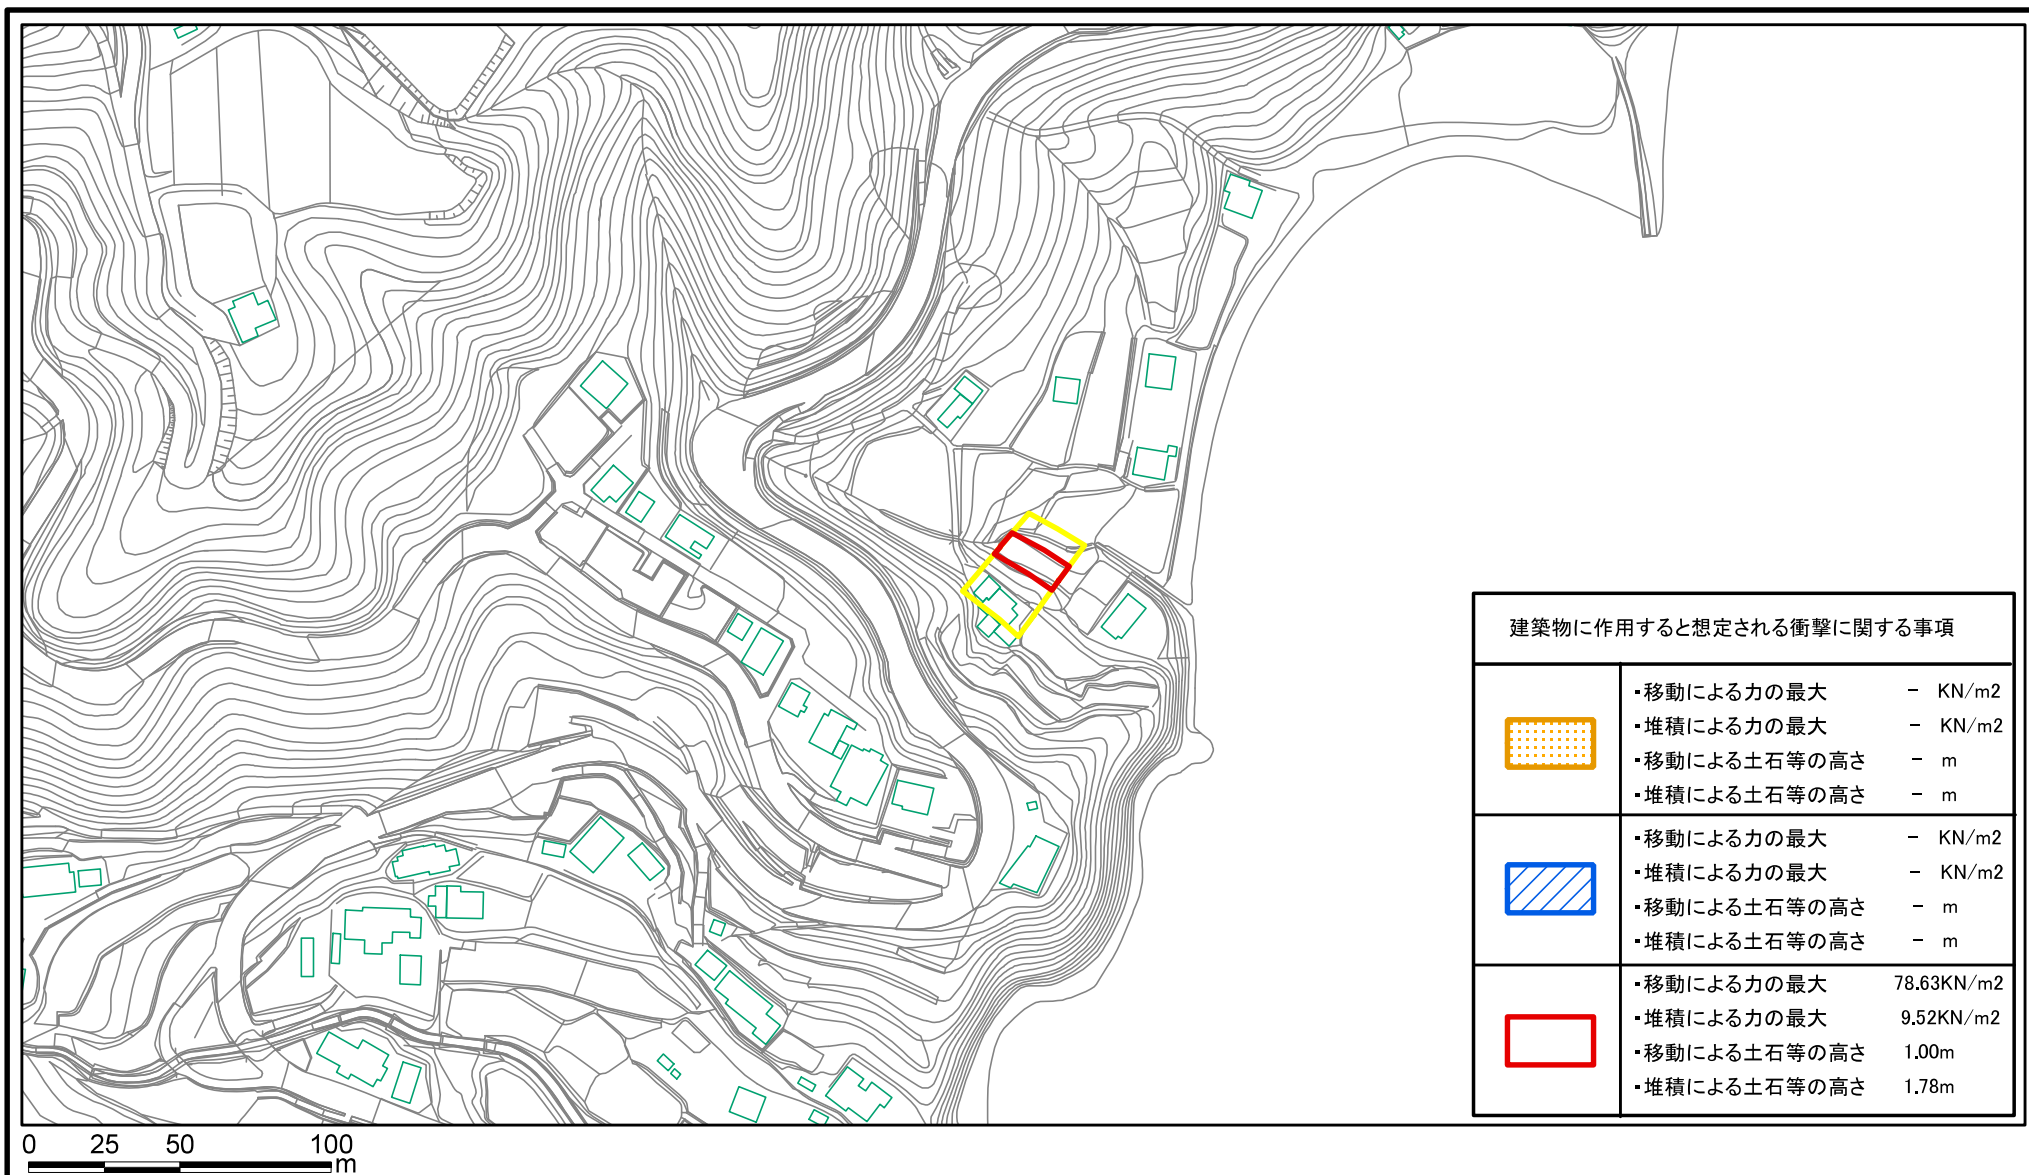 建築物に作用すると想定される衝撃に関する事項
・移動による力の最大 - KN/m2
・堆積による力の最大 - KN/m2
・移動による土石等の高さ - m
・堆積による土石等の高さ - m
・移動による力の最大 - KN/m2
・堆積による力の最大 - KN/m2
・移動による土石等の高さ - m
・堆積による土石等の高さ - m
・移動による力の最大 78.63KN/m2
・堆積による力の最大 9.52KN/m2
・移動による土石等の高さ 1.00m
・堆積による土石等の高さ 1.78m
0 25 50 100
m